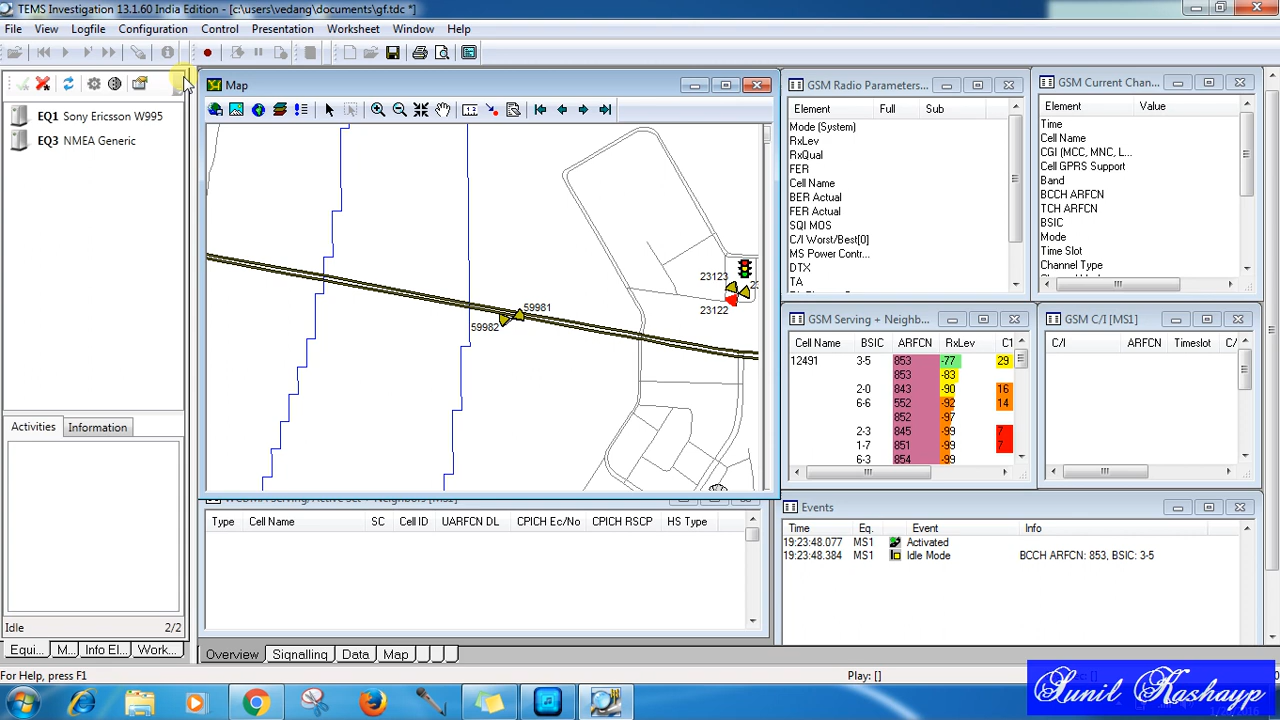 TEMS Investigation 13.1.60 India Edition - [c:\users\vedang\documents\gf.tdc *]
File View Logfile Configuration Control Presentation Worksheet Window Help
EQ1 Sony Ericsson W995
EQ3 NMEA Generic
Activities Information
Idle 2/2
Equi... M... Info El... Work...
Map
23123
23122
59981
59982
GSM Radio Parameters...
Element Full Sub
Mode (System)
RxLev
RxQual
FER
Cell Name
BER Actual
FER Actual
SQI MOS
C/I Worst/Best[0]
MS Power Contr...
DTX
TA
GSM Current Chan...
Element Value
Time
Cell Name
CGI (MCC, MNC, L...
Cell GPRS Support
Band
BCCH ARFCN
TCH ARFCN
BSIC
Mode
Time Slot
Channel Type
GSM Serving + Neighb...
Cell Name BSIC ARFCN RxLev C1
12491 3-5 853 -77 29
853 -83
2-0 843 -90 16
6-6 552 -92 14
852 -97
2-3 845 -99 7
1-7 851 -99 7
6-3 854 -99
GSM C/I [MS1]
C/I ARFCN Timeslot C/
Type Cell Name SC Cell ID UARFCN DL CPICH Ec/No CPICH RSCP HS Type
Events
Time Eq. Event Info
19:23:48.077 MS1 Activated
19:23:48.384 MS1 Idle Mode BCCH ARFCN: 853, BSIC: 3-5
Overview Signalling Data Map
For Help, press F1 Play: []
Sunil Kashayp